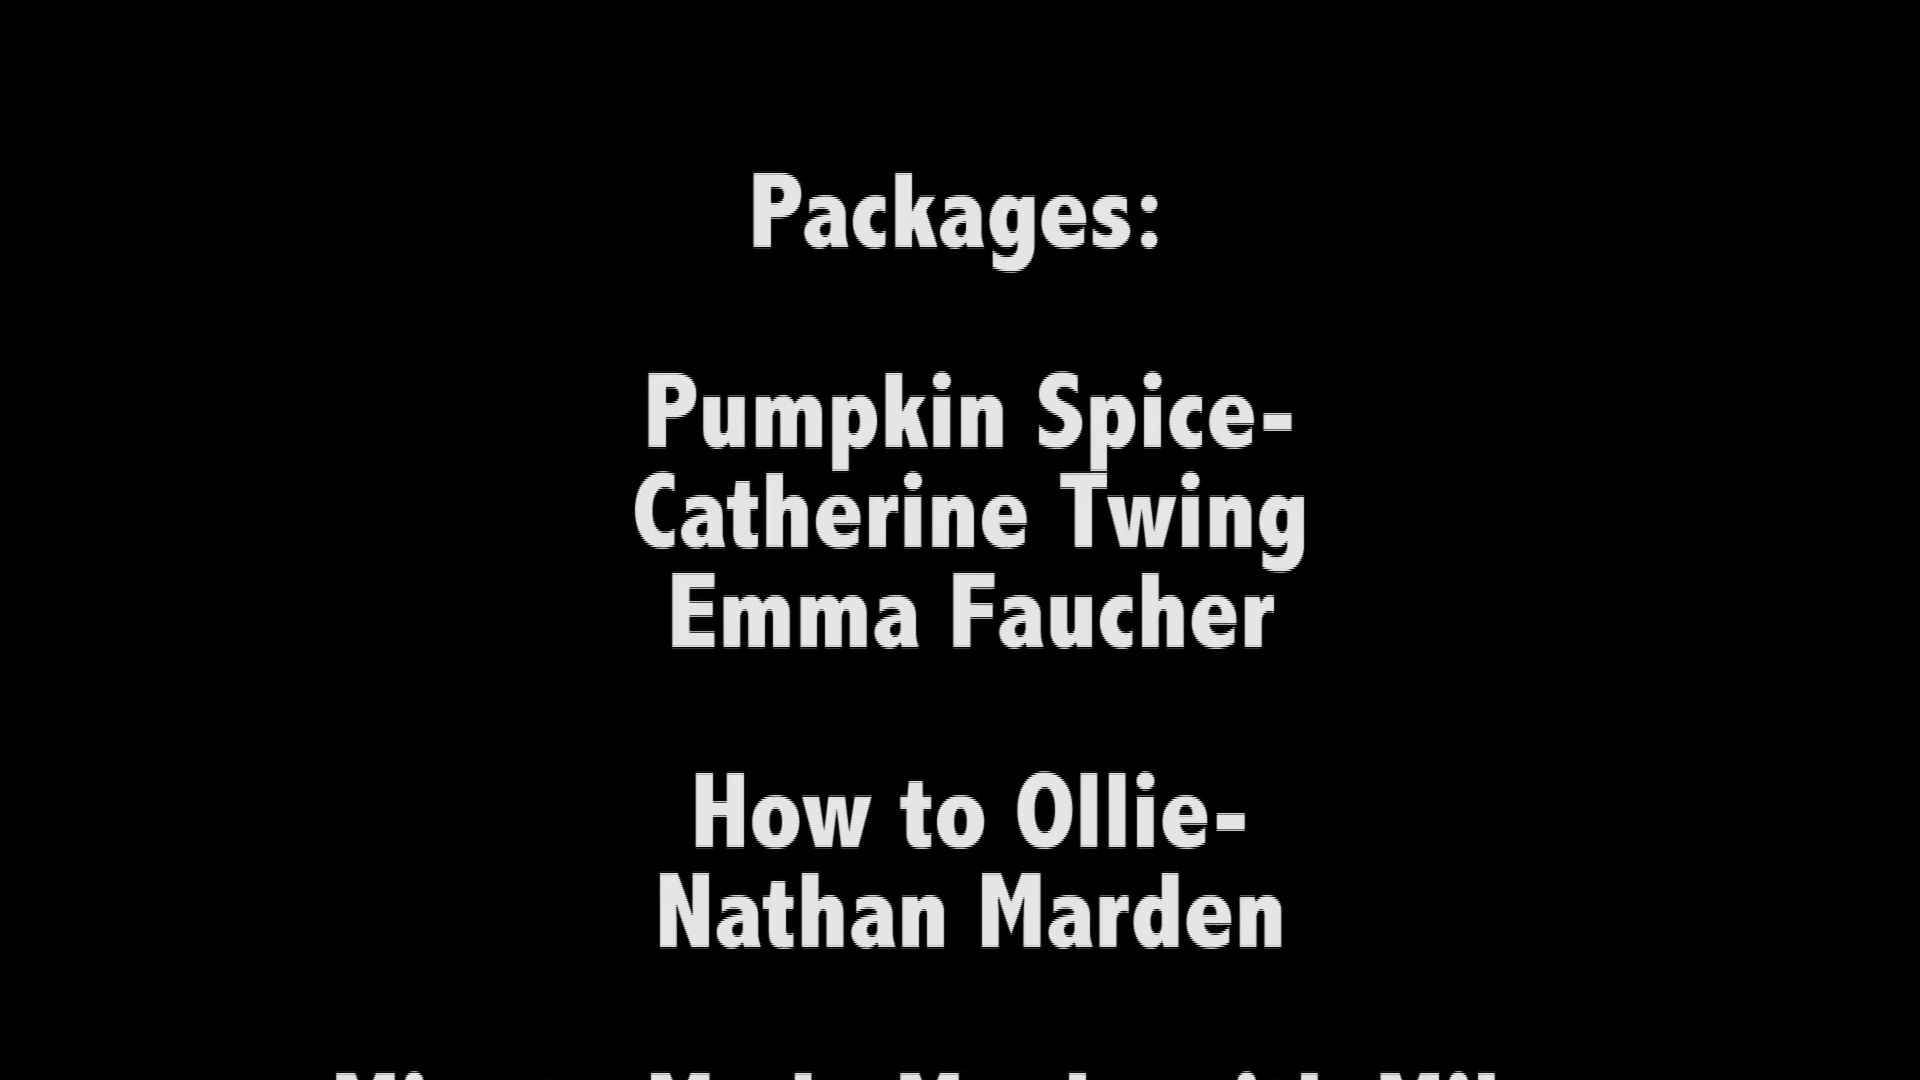 Packages:
Pumpkin Spice-
Catherine Twing
Emma Faucher
How to Ollie-
Nathan Marden